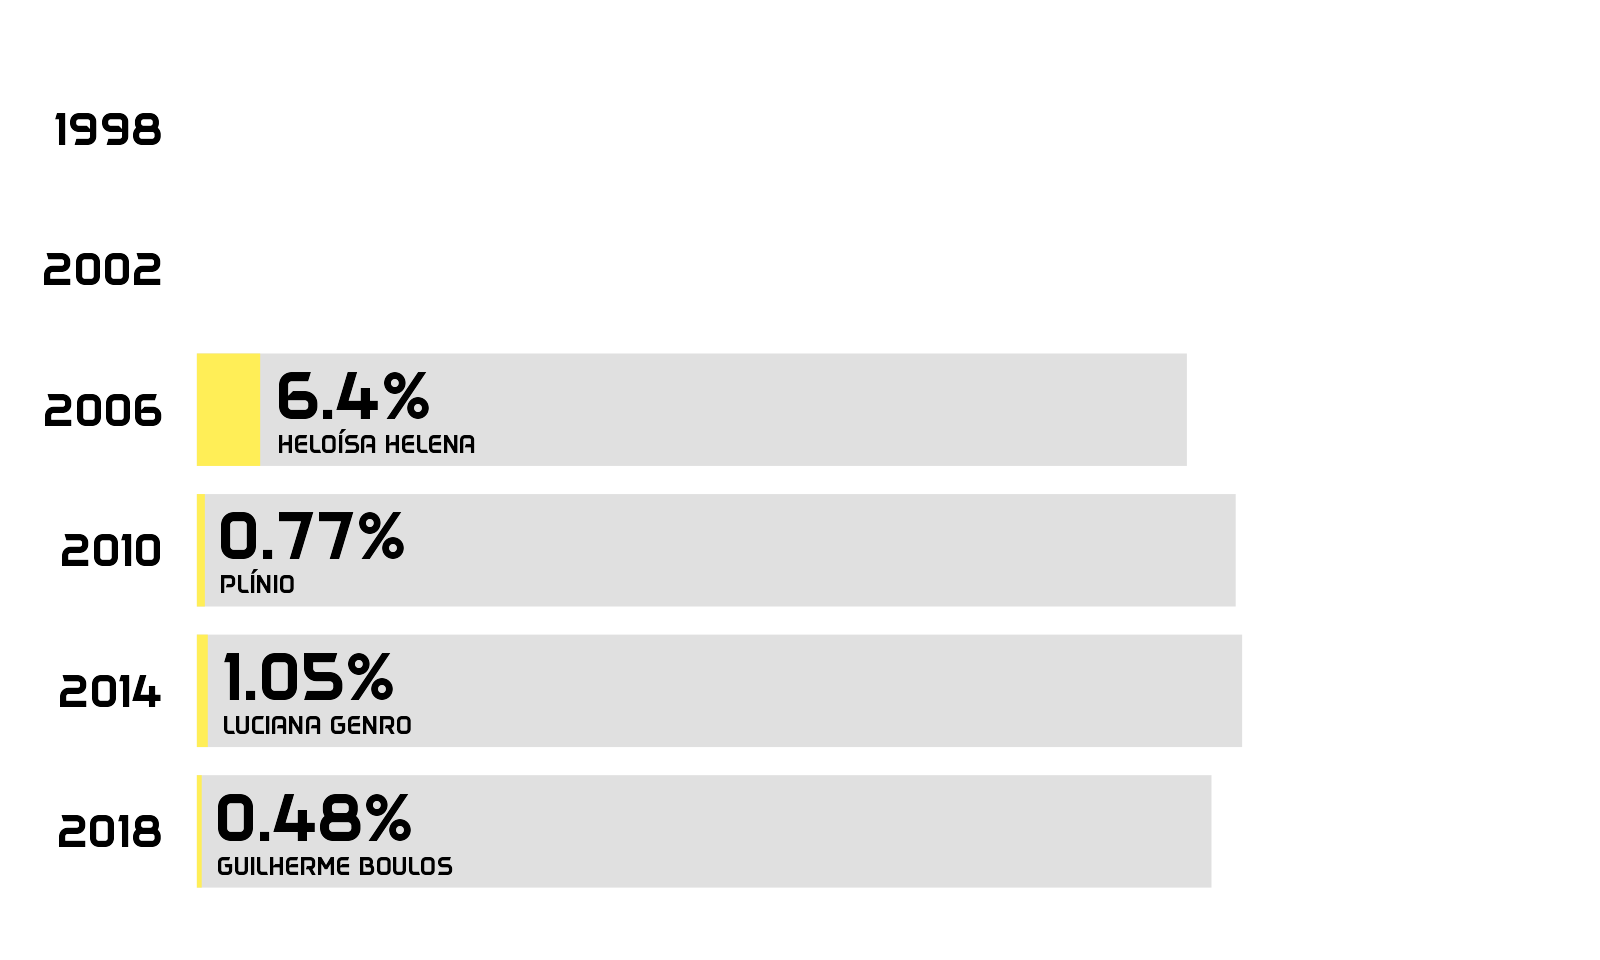 1998
2002
2006
6.4%
HELOÍSA HELENA
2010
0.77%
PLÍNIO
2014
1.05%
LUCIANA GENRO
2018
0.48%
GUILHERME BOULOS